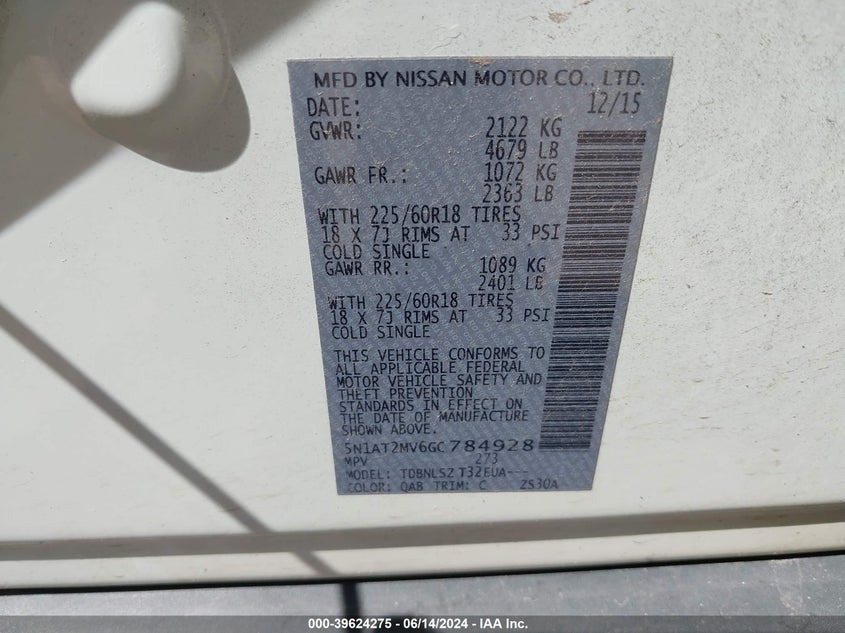 MFD BY NISSAN MOTOR CO., LTD.
DATE: 12/15
GVWR: 2122 KG
4679 LB
GAWR FR.: 1072 KG
2363 LB
WITH 225/60R18 TIRES
18 X 7J RIMS AT 33 PSI
COLD SINGLE
GAWR RR.: 1089 KG
2401 LB
WITH 225/60R18 TIRES
18 X 7J RIMS AT 33 PSI
COLD SINGLE
THIS VEHICLE CONFORMS TO
ALL APPLICABLE FEDERAL
MOTOR VEHICLE SAFETY AND
THEFT PREVENTION
STANDARDS IN EFFECT ON
THE DATE OF MANUFACTURE
SHOWN ABOVE.
5N1AT2MV6GC784928
MPV 273
MODEL: TDBNLSZ T32EUA---
COLOR: QAB TRIM: C ZS30A
000-39624275 - 06/14/2024 - IAA Inc.